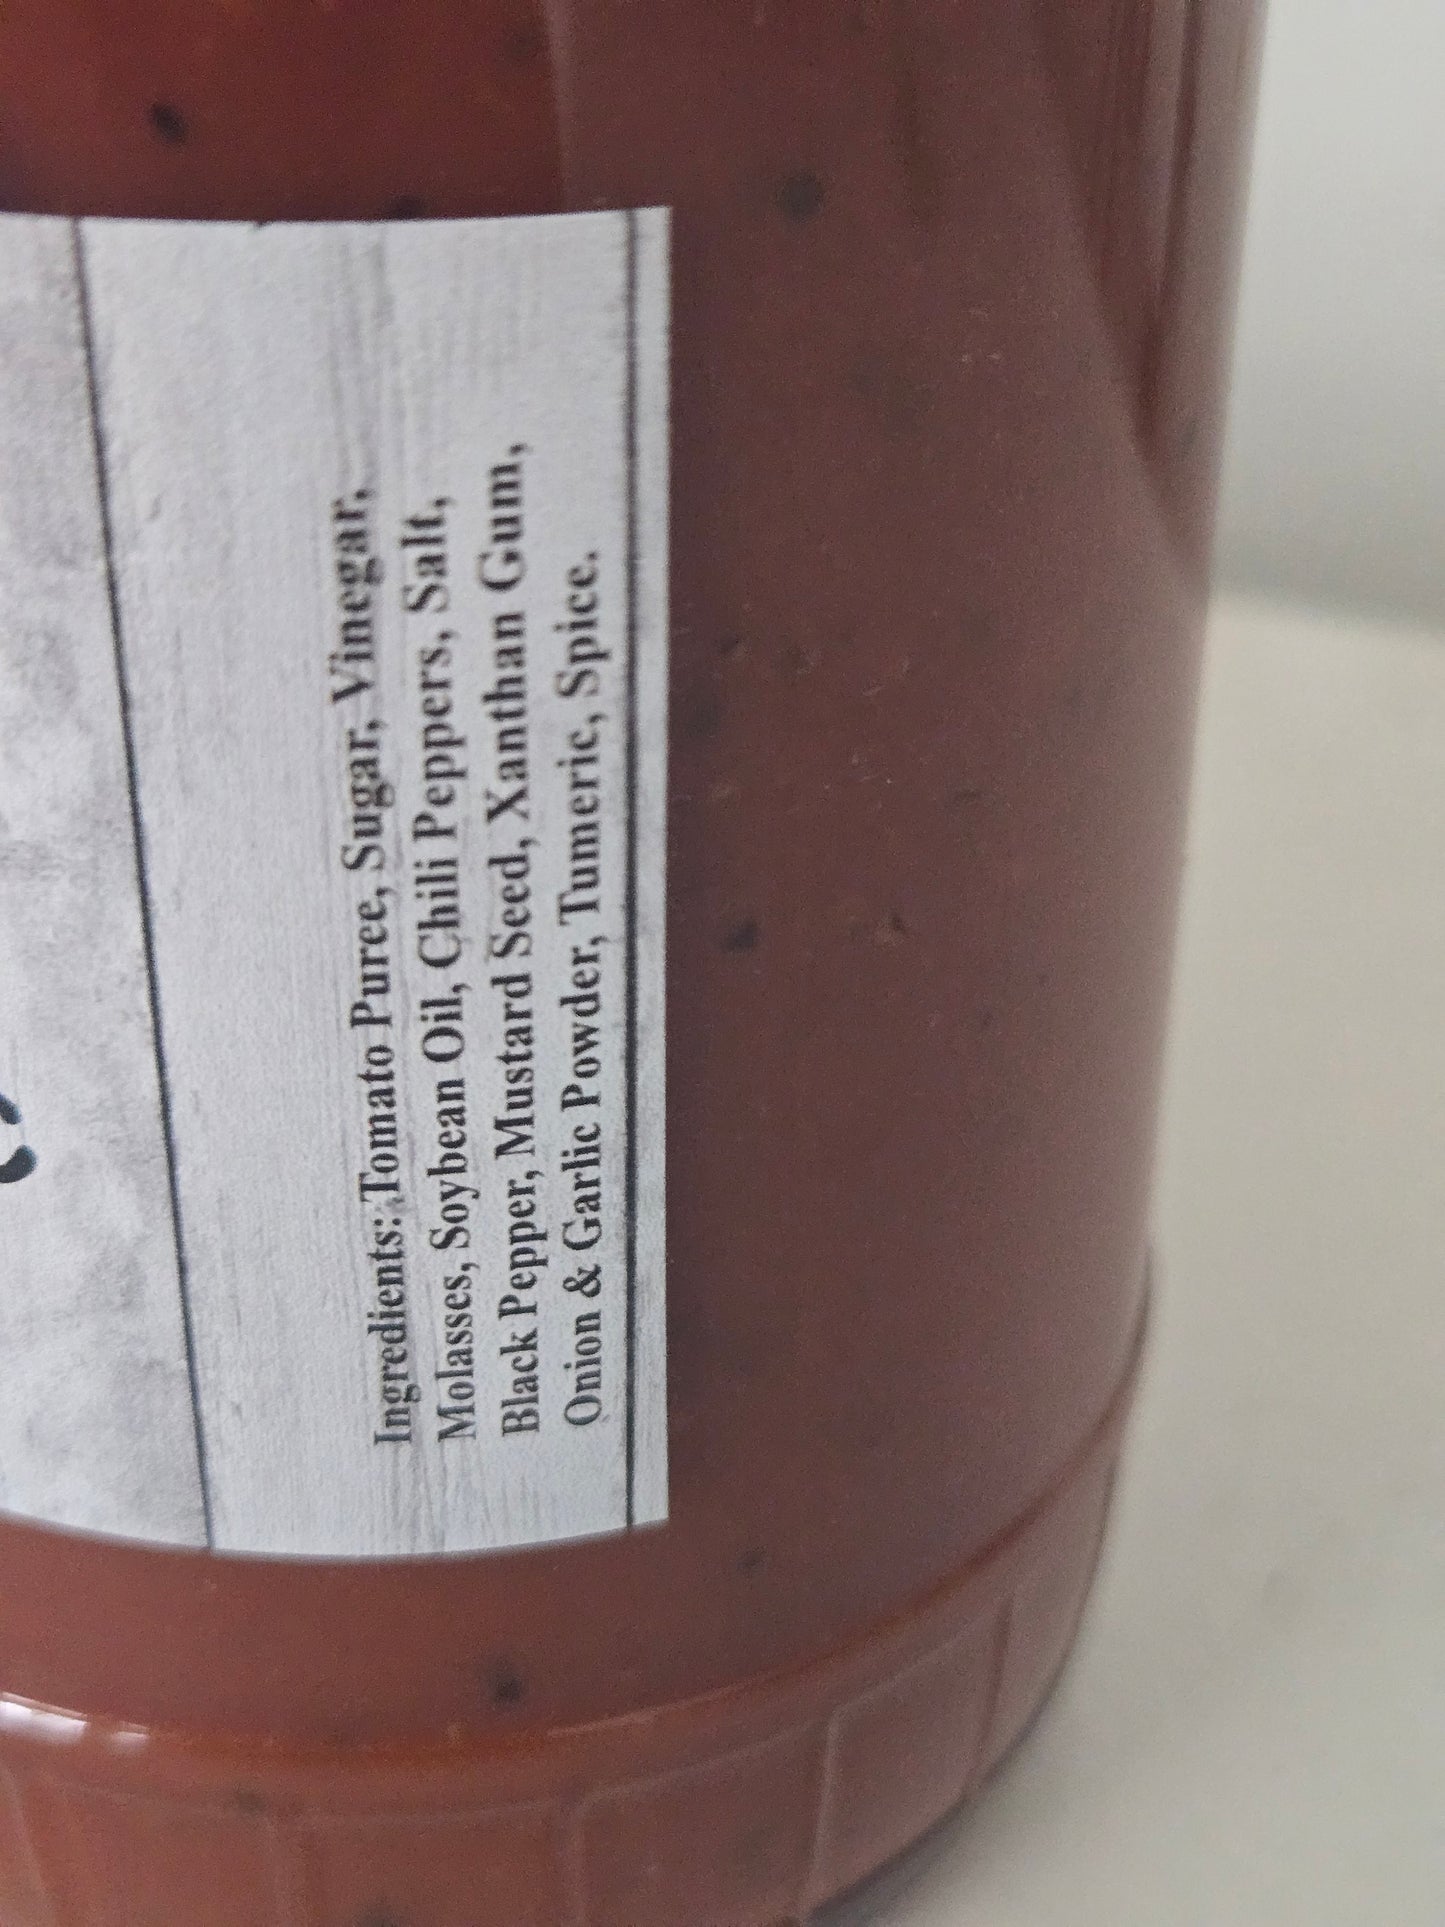 Ingredients: Tomato Puree, Sugar, Vinegar,
Molasses, Soybean Oil, Chili Peppers, Salt,
Black Pepper, Mustard Seed, Xanthan Gum,
Onion & Garlic Powder, Tumeric, Spice.